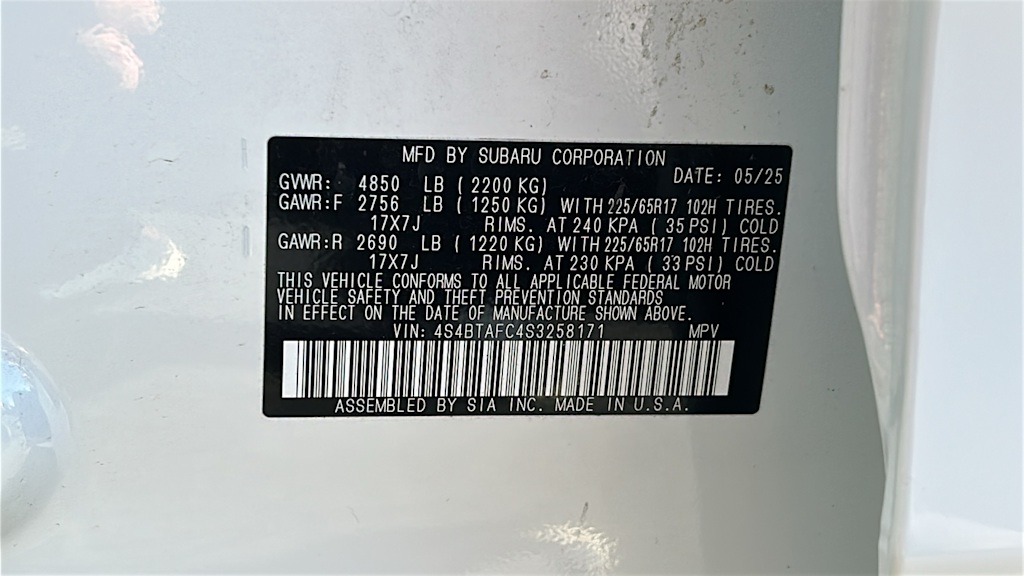 MFD BY SUBARU CORPORATION
DATE: 05/25
GVWR: 4850 LB ( 2200 KG)
GAWR:F 2756 LB ( 1250 KG) WITH 225/65R17 102H TIRES.
17X7J RIMS. AT 240 KPA ( 35 PSI) COLD
GAWR:R 2690 LB ( 1220 KG) WITH 225/65R17 102H TIRES.
17X7J RIMS. AT 230 KPA ( 33 PSI) COLD
THIS VEHICLE CONFORMS TO ALL APPLICABLE FEDERAL MOTOR
VEHICLE SAFETY AND THEFT PREVENTION STANDARDS
IN EFFECT ON THE DATE OF MANUFACTURE SHOWN ABOVE.
VIN: 4S4BTAFC4S3258171 MPV
ASSEMBLED BY SIA INC. MADE IN U.S.A.